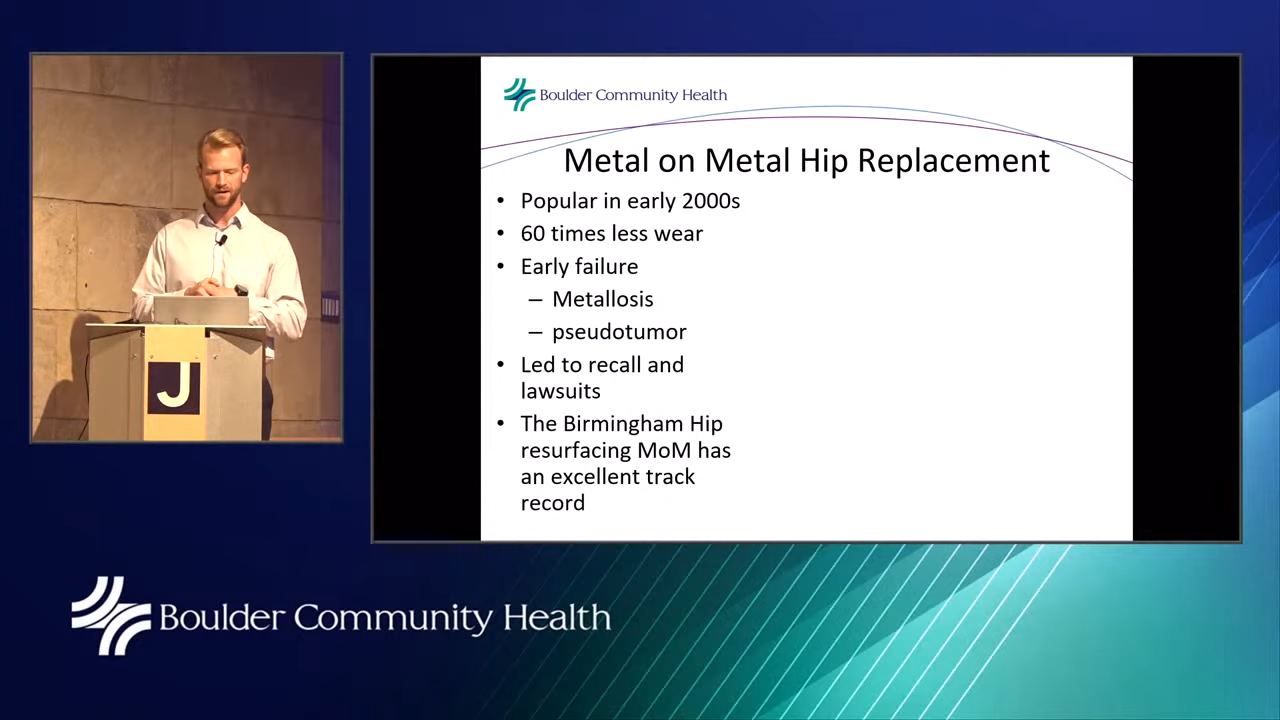 Boulder Community Health
Metal on Metal Hip Replacement
• Popular in early 2000s
• 60 times less wear
• Early failure
– Metallosis
– pseudotumor
• Led to recall and
lawsuits
• The Birmingham Hip
resurfacing MoM has
an excellent track
record
J
Boulder Community Health